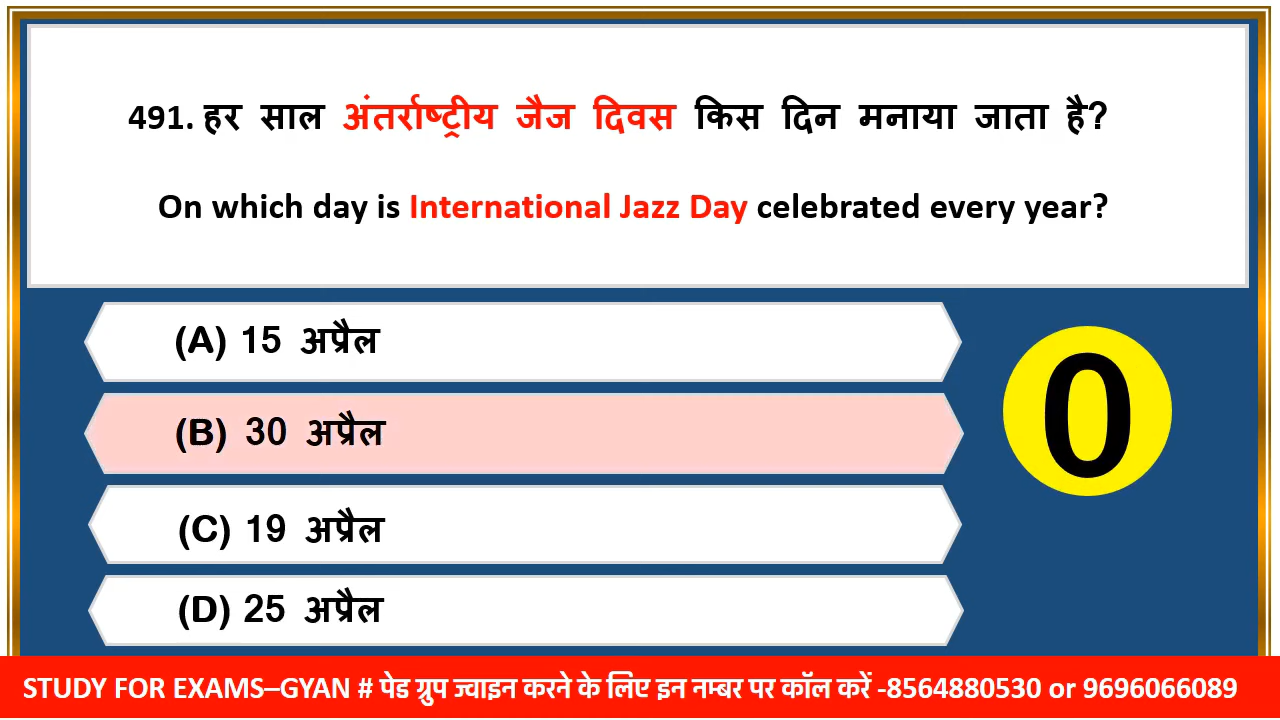 491. हर साल अंतर्राष्ट्रीय जैज दिवस किस दिन मनाया जाता है?
On which day is International Jazz Day celebrated every year?
(A) 15 अप्रैल
(B) 30 अप्रैल
0
(C) 19 अप्रैल
(D) 25 अप्रैल
STUDY FOR EXAMS–GYAN # पेड ग्रुप ज्वाइन करने के लिए इन नम्बर पर कॉल करें -8564880530 or 9696066089